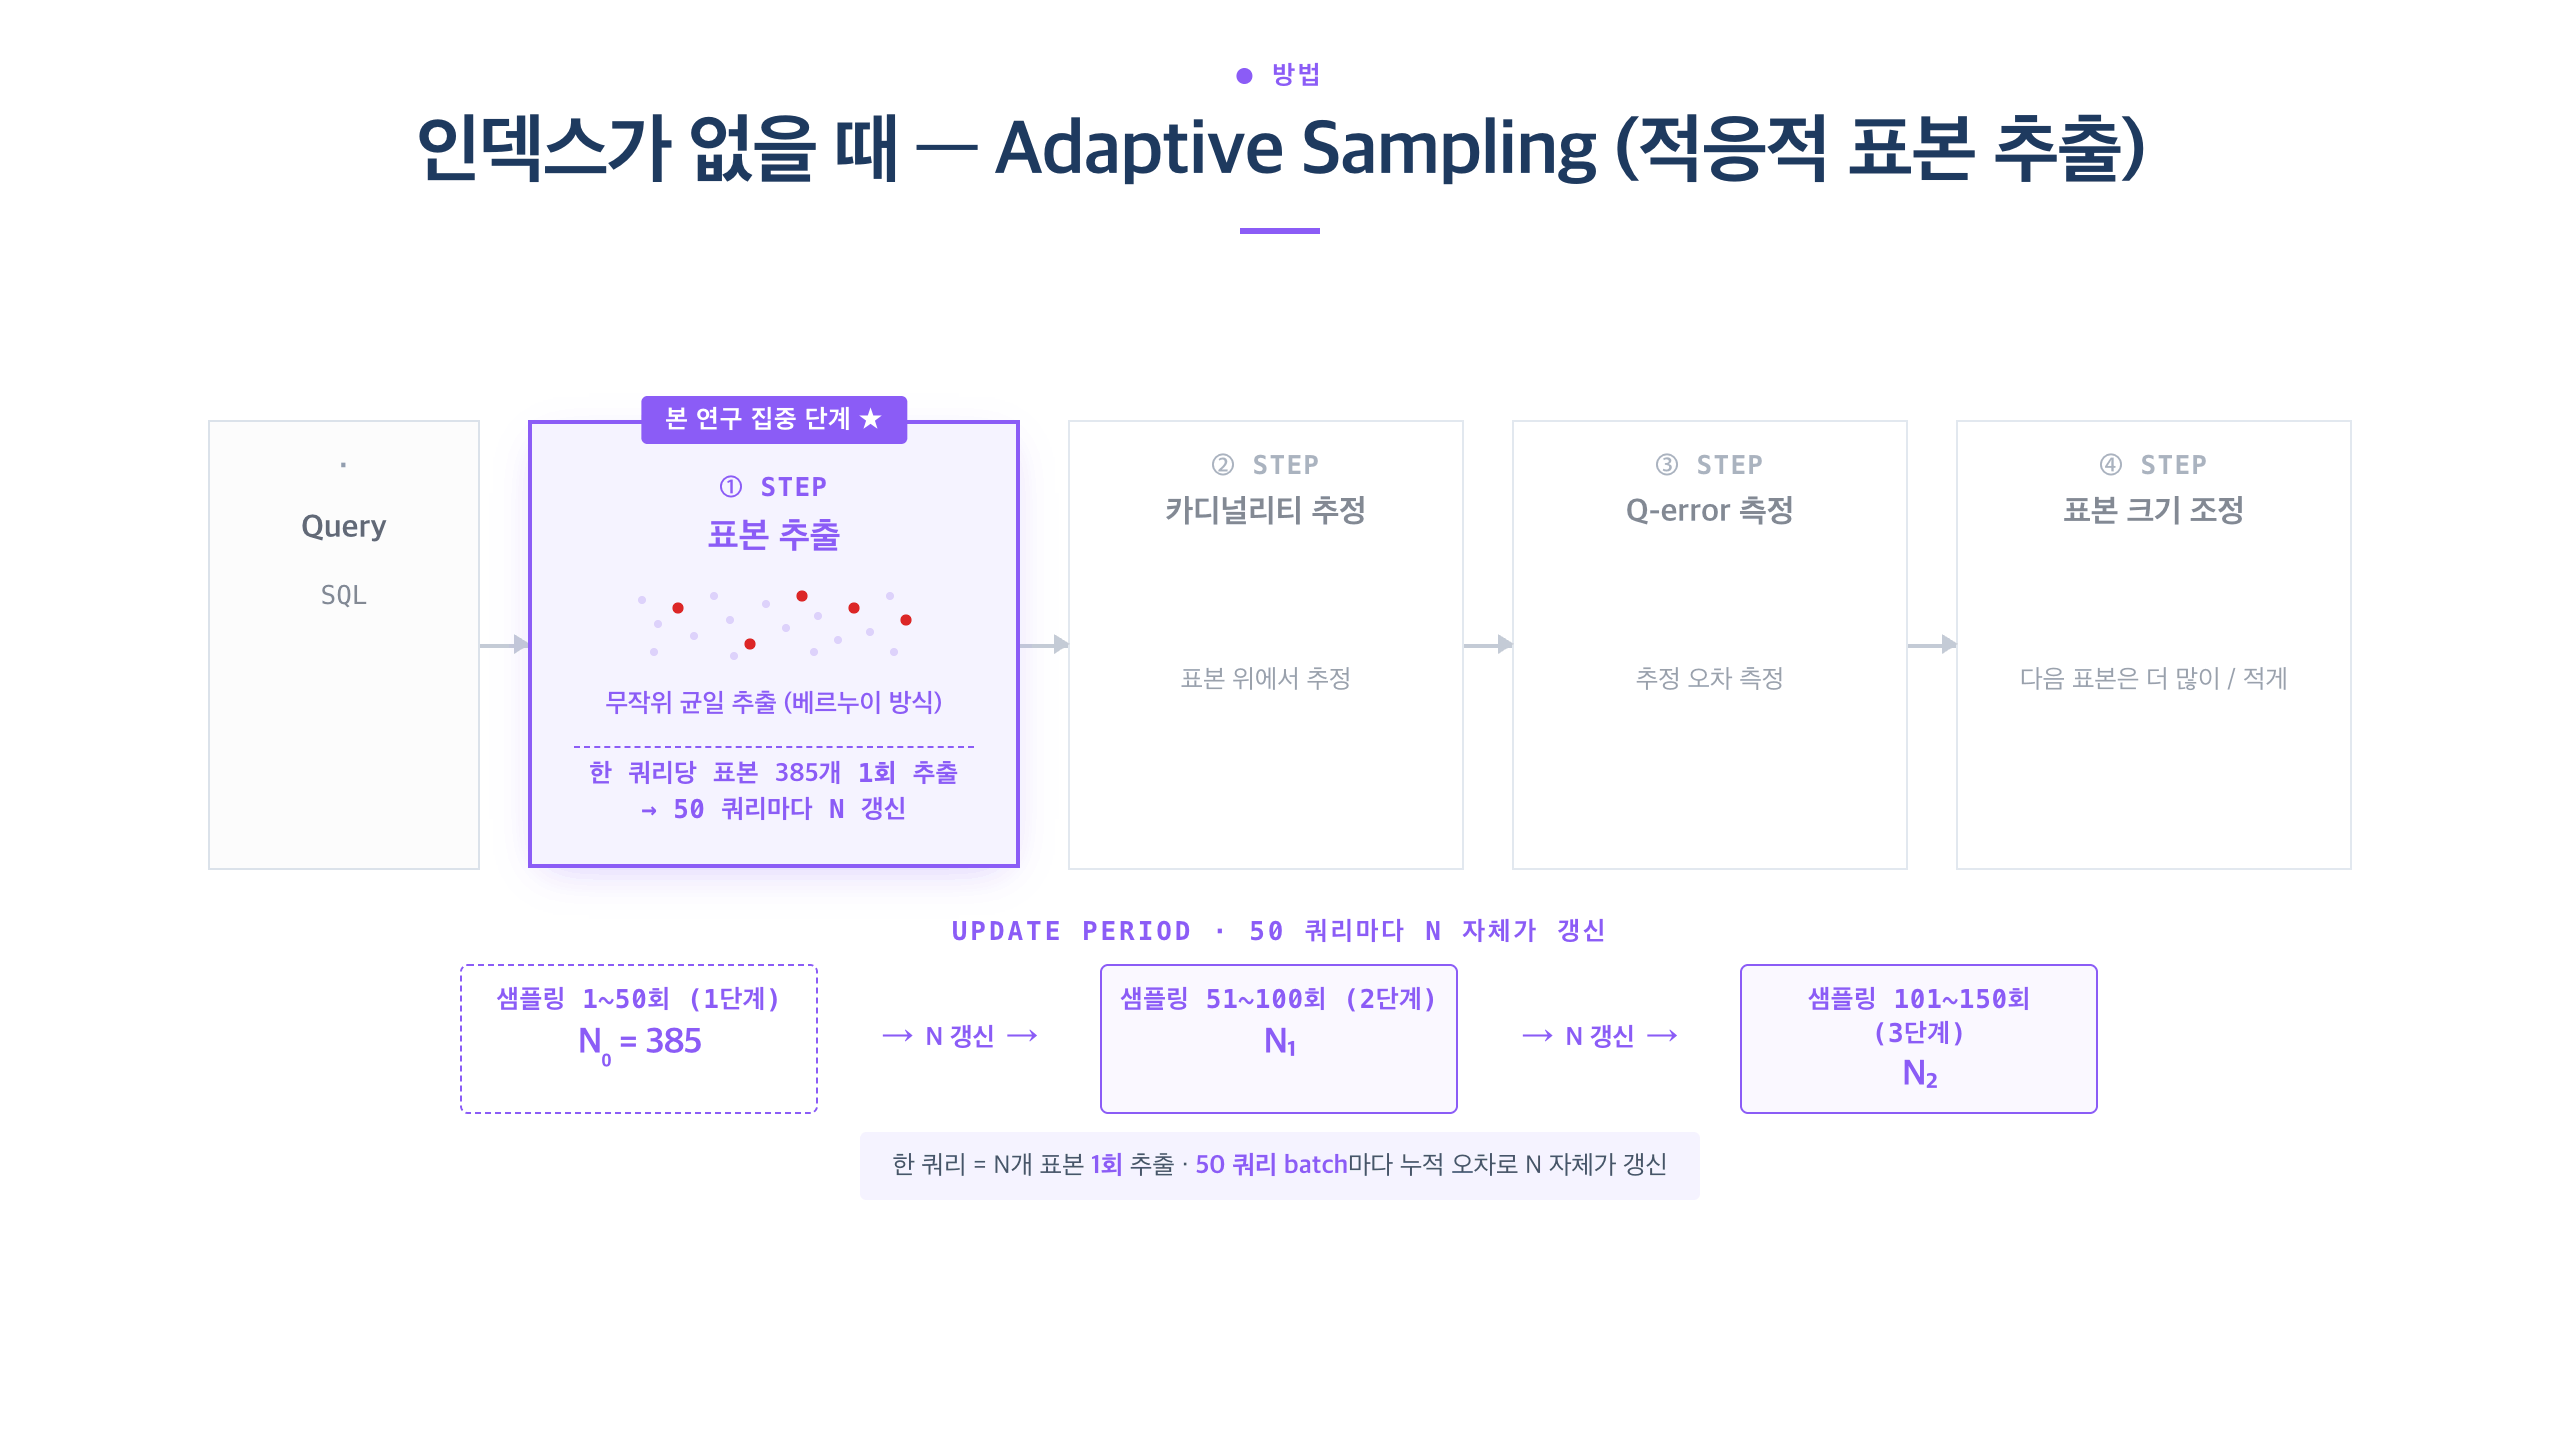 ● 방법
인덱스가 없을 때 — Adaptive Sampling (적응적 표본 추출)
·
Query
SQL
본 연구 집중 단계 ★
① STEP
표본 추출
무작위 균일 추출 (베르누이 방식)
한 쿼리당 표본 385개 1회 추출
→ 50 쿼리마다 N 갱신
② STEP
카디널리티 추정
표본 위에서 추정
③ STEP
Q-error 측정
추정 오차 측정
④ STEP
표본 크기 조정
다음 표본은 더 많이 / 적게
UPDATE PERIOD · 50 쿼리마다 N 자체가 갱신
샘플링 1~50회 (1단계)
N₀ = 385
→ N 갱신 →
샘플링 51~100회 (2단계)
N₁
→ N 갱신 →
샘플링 101~150회
(3단계)
N₂
한 쿼리 = N개 표본 1회 추출 · 50 쿼리 batch마다 누적 오차로 N 자체가 갱신